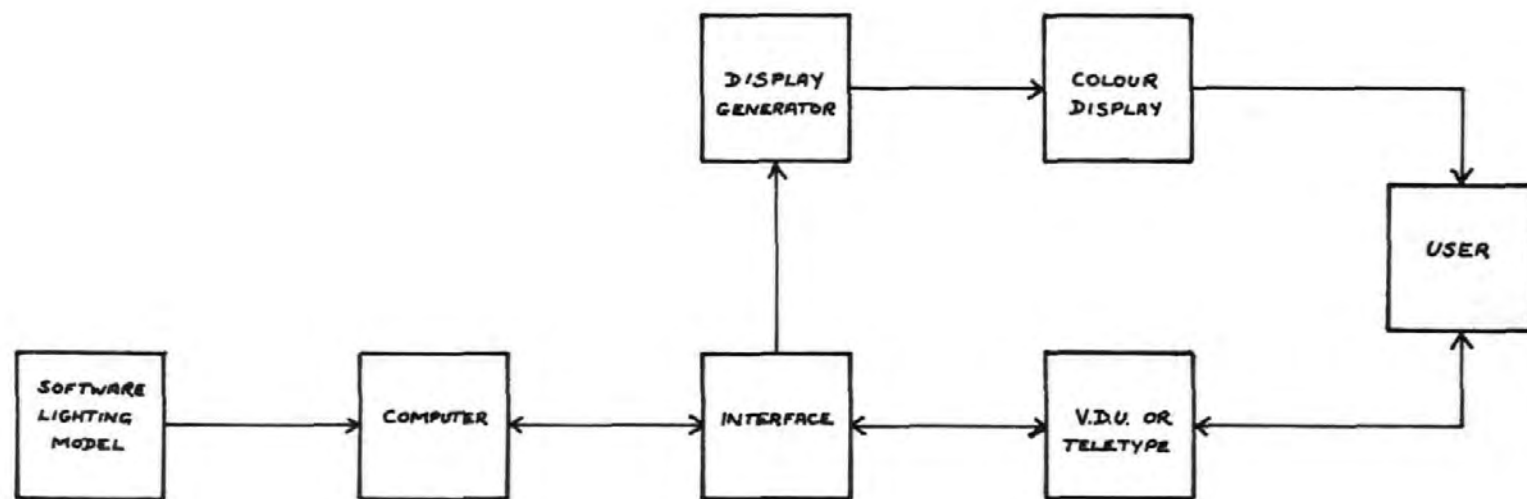 DISPLAY
GENERATOR
COLOUR
DISPLAY
USER
SOFTWARE
LIGHTING
MODEL
COMPUTER
INTERFACE
V.D.U. OR
TELETYPE